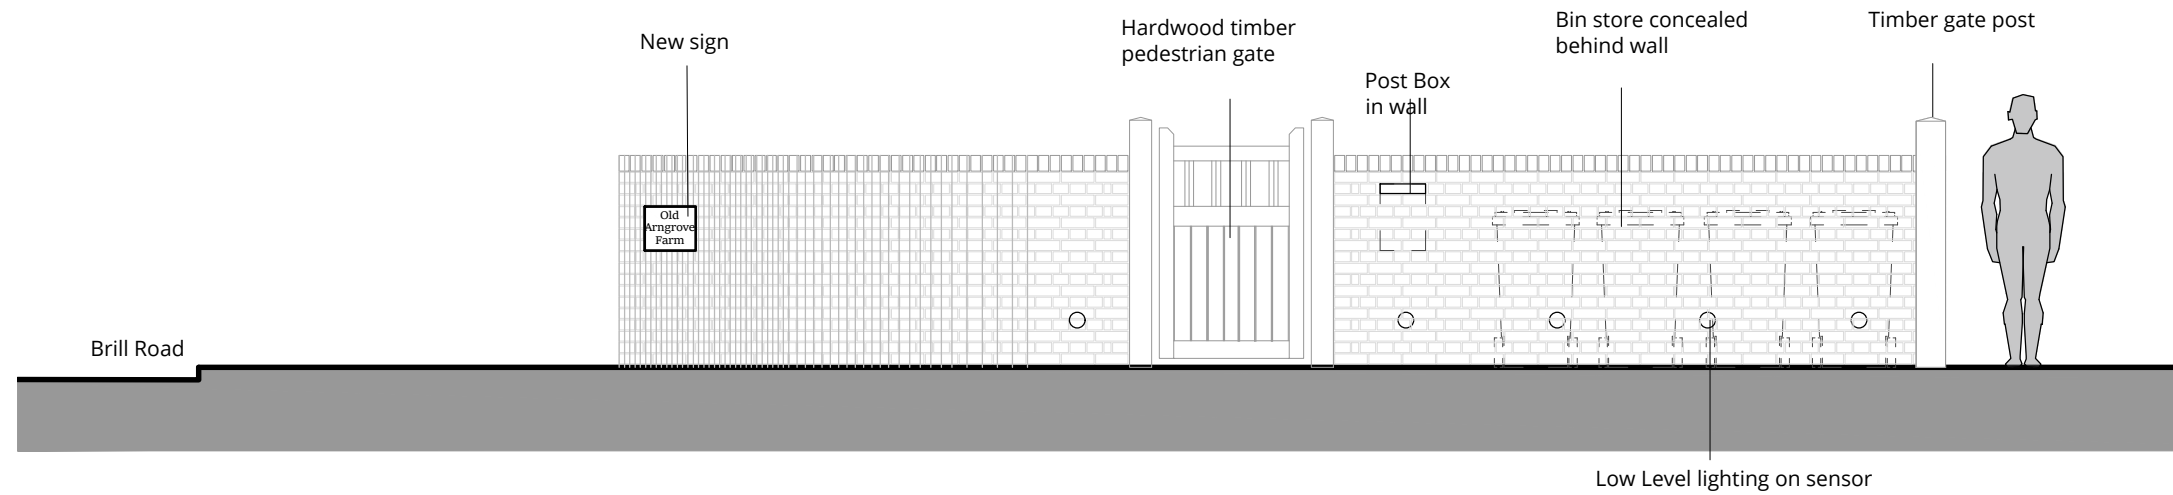 New sign
Hardwood timber
pedestrian gate
Post Box
in wall
Bin store concealed
behind wall
Timber gate post
Old
Arngrove
Farm
Brill Road
Low Level lighting on sensor